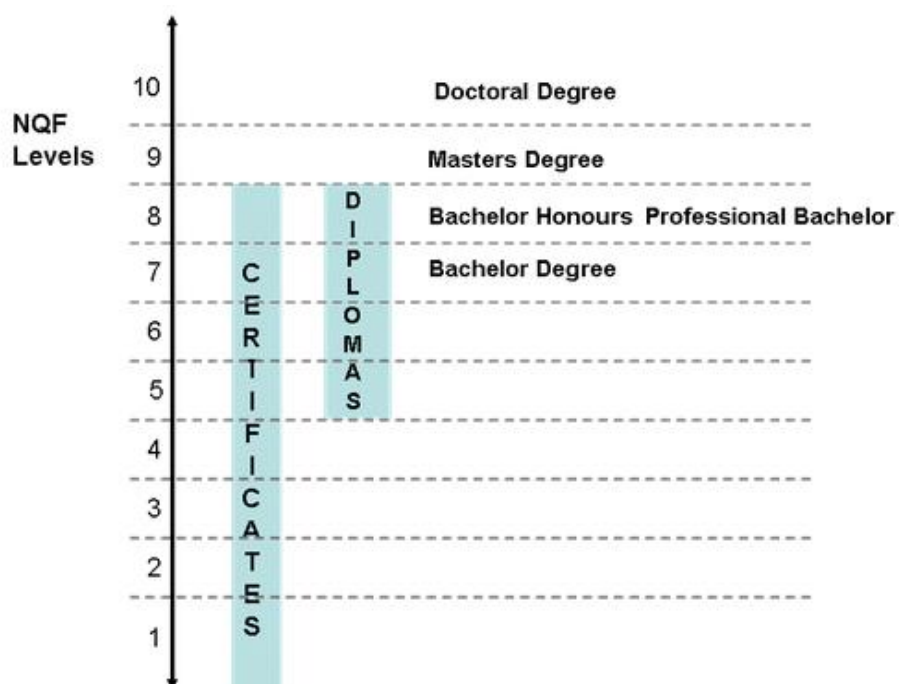 NQF
Levels
10
Doctoral Degree
9
Masters Degree
8
Bachelor Honours Professional Bachelor
7
Bachelor Degree
6
5
4
3
2
1
CERTIFICATES
DIPLOMAS